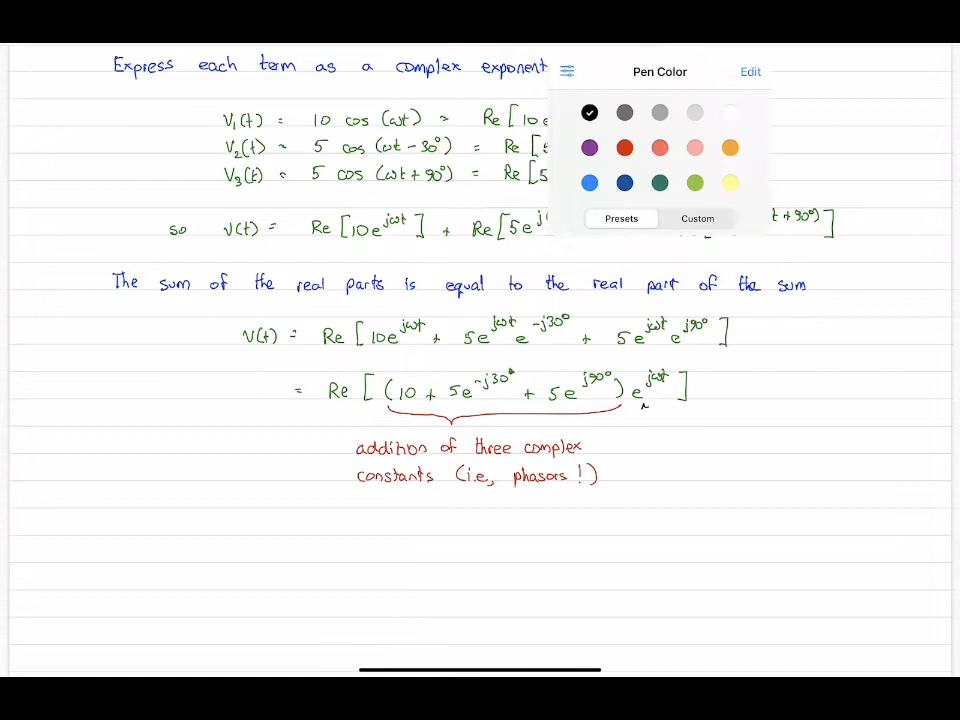 Express each term as a complex exponent
Pen Color
Edit
V₁(t) = 10 cos (ωt) = Re [10 e
V₂(t) = 5 cos (ωt − 30°) = Re [5
V₃(t) = 5 cos (ωt + 90°) = Re [5
Presets Custom
so v(t) = Re [10e^{jωt}] + Re [5e^{j( t + 90°)}]
The sum of the real parts is equal to the real part of the sum
v(t) = Re [10e^{jωt} + 5e^{jωt} e^{-j30°} + 5e^{jωt} e^{j90°}]
= Re [(10 + 5e^{-j30°} + 5e^{j90°}) e^{jωt}]
addition of three complex
constants (i.e., phasors!)